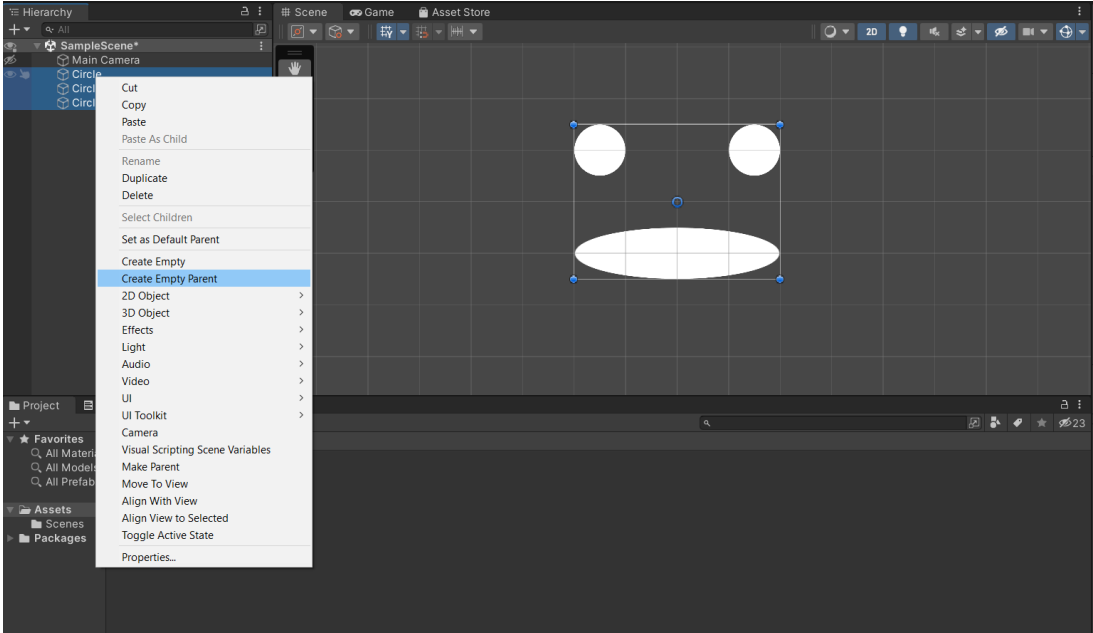 Hierarchy
All
SampleScene*
Main Camera
Circle
Circl
Circl
Scene
Game
Asset Store
2D
Cut
Copy
Paste
Paste As Child
Rename
Duplicate
Delete
Select Children
Set as Default Parent
Create Empty
Create Empty Parent
2D Object
3D Object
Effects
Light
Audio
Video
UI
UI Toolkit
Camera
Visual Scripting Scene Variables
Make Parent
Move To View
Align With View
Align View to Selected
Toggle Active State
Properties...
Project
23
Favorites
All Materia
All Models
All Prefab
Assets
Scenes
Packages